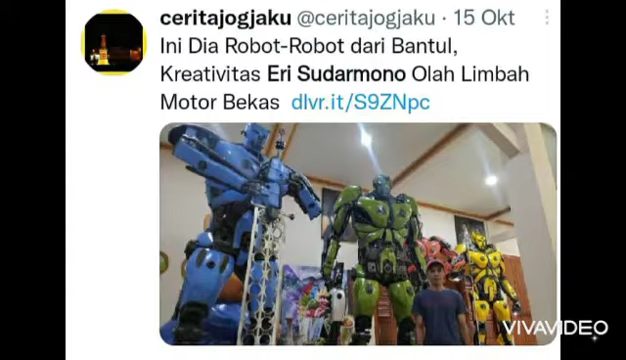 ceritajogjaku @ceritajogjaku · 15 Okt
Ini Dia Robot-Robot dari Bantul,
Kreativitas Eri Sudarmono Olah Limbah
Motor Bekas dlvr.it/S9ZNpc
VIVAVIDEO